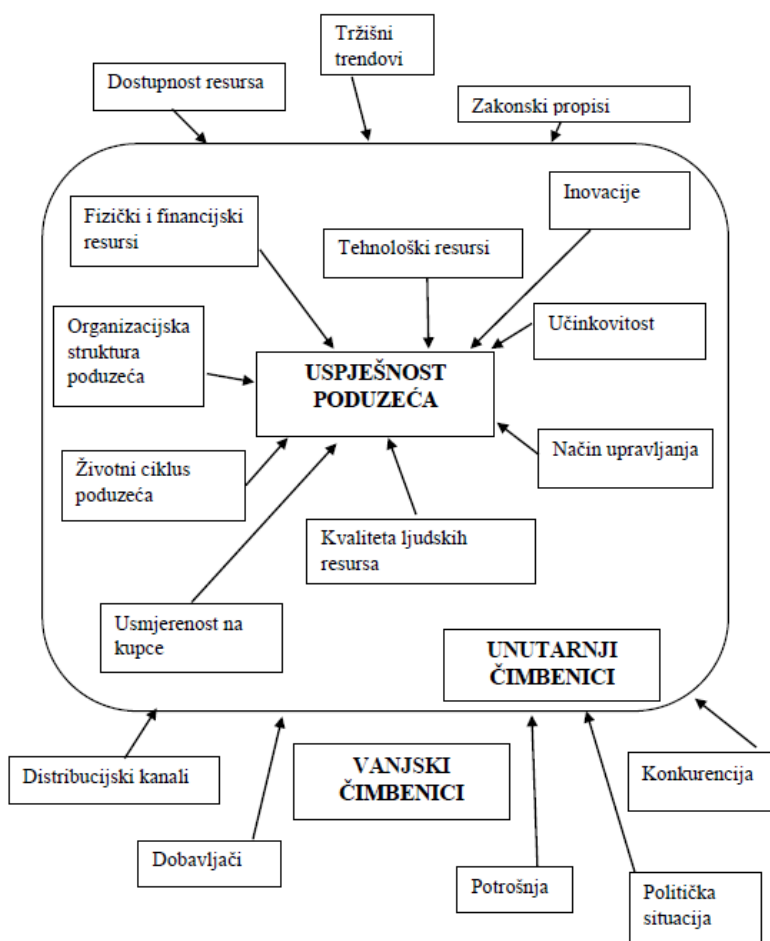 Tržišni
trendovi
Dostupnost resursa
Zakonski propisi
Inovacije
Fizički i financijski
resursi
Tehnološki resursi
Organizacijska
struktura
poduzeća
Učinkovitost
USPJEŠNOST
PODUZEĆA
Životni ciklus
poduzeća
Način upravljanja
Kvaliteta ljudskih
resursa
Usmjerenost na
kupce
UNUTARNJI
ČIMBENICI
Distribucijski kanali
VANJSKI
ČIMBENICI
Konkurencija
Dobavljači
Potrošnja
Politička
situacija